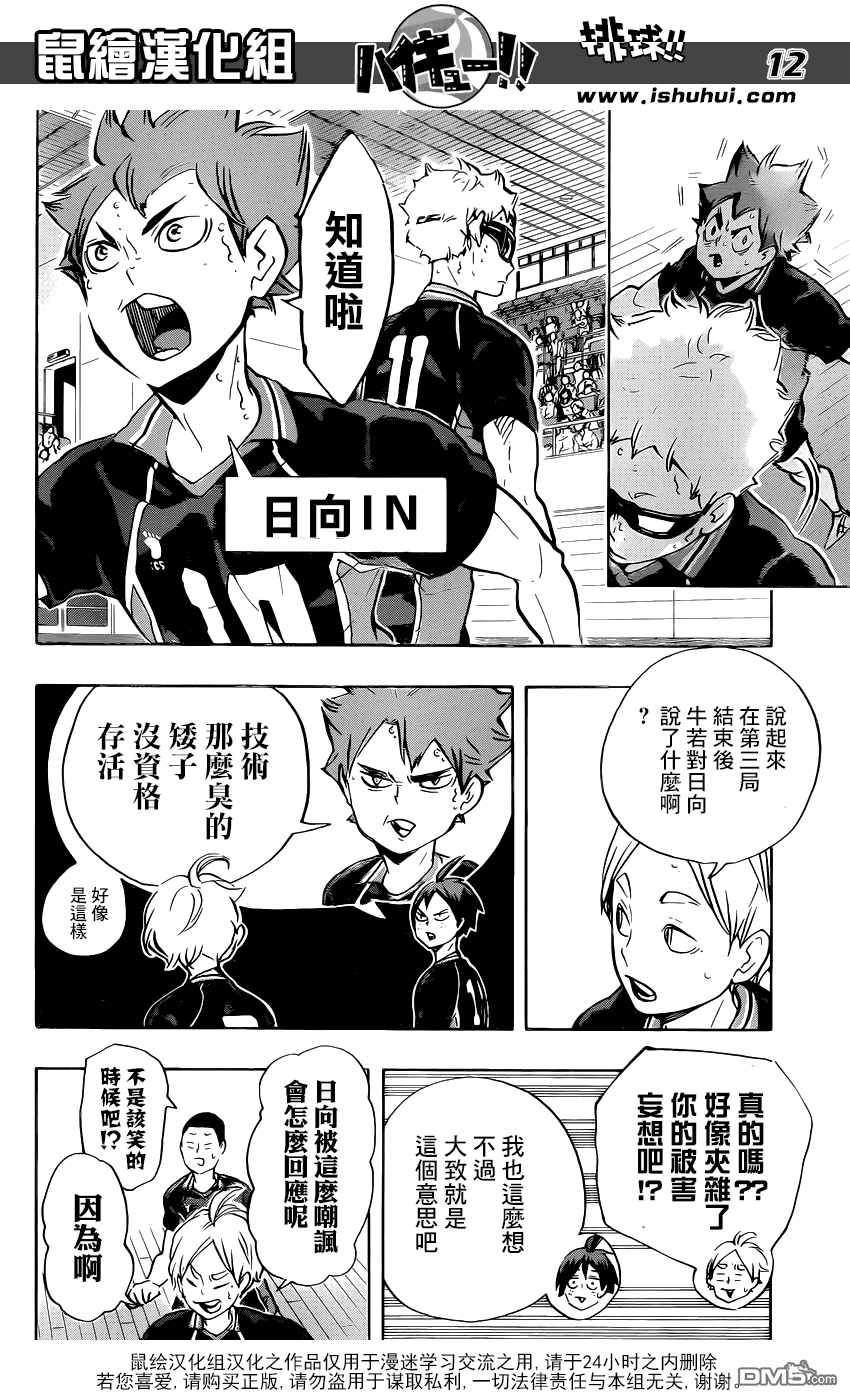 鼠繪漢化組
ハイキュー!!
排球!!
12
www.ishuhui.com
知道啦
11
日向IN
10
說起來
在第三局
結束後
牛若對日向
說了什麼啊
?
技術
那麼臭的
矮子
沒資格
存活
好像
是這樣
真的嗎??
好像夾雜了
你的被害
妄想吧!?
我也這麼想
不過
大致就是
這個意思吧
日向被這麼嘲諷
會怎麼回應呢
不是該笑的
時候吧!?
因為啊
鼠绘汉化组汉化之作品仅用于漫迷学习交流之用, 请于24小时之内删除
若您喜爱, 请购买正版, 请勿用于谋取私利, 一切法律责任与本组无关, 谢谢。
DM5.com